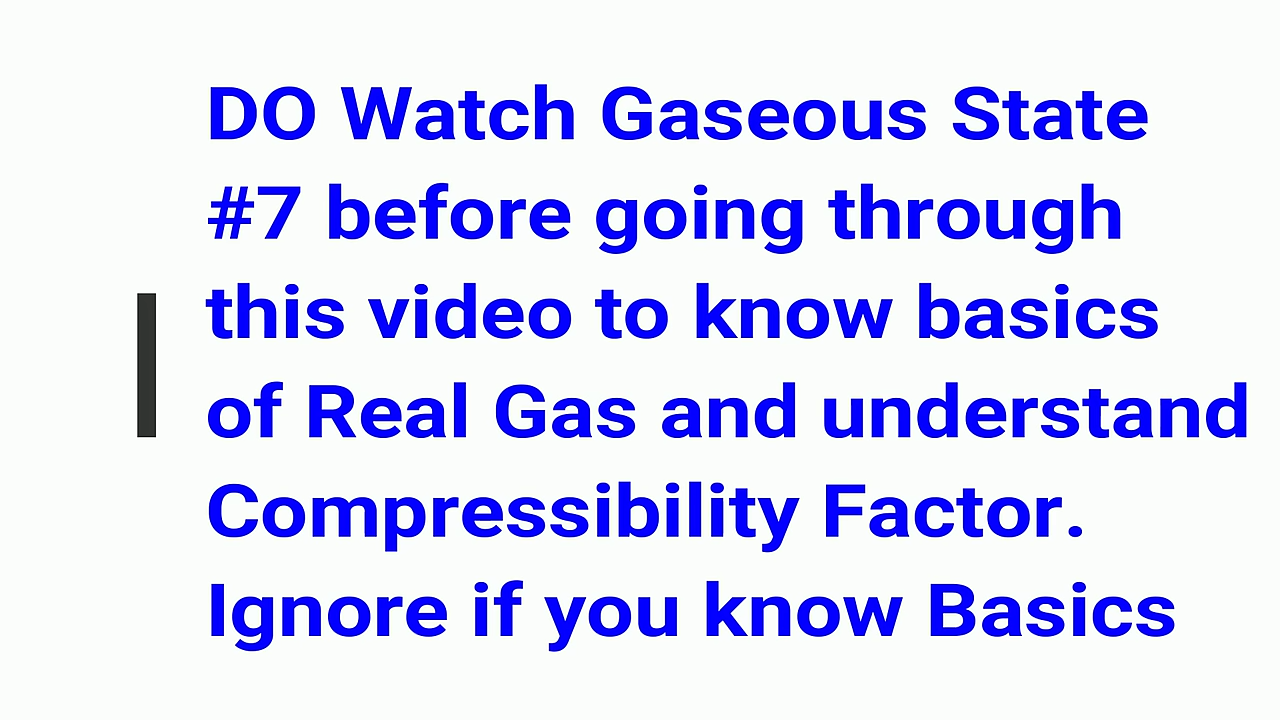 DO Watch Gaseous State
#7 before going through
this video to know basics
of Real Gas and understand
Compressibility Factor.
Ignore if you know Basics